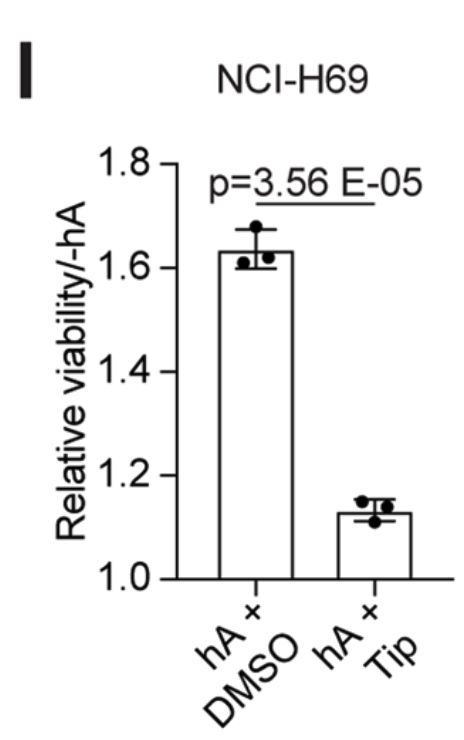 I
NCI-H69
p=3.56 E-05
Relative viability/-hA
1.8
1.6
1.4
1.2
1.0
hA +
DMSO
hA +
Tip